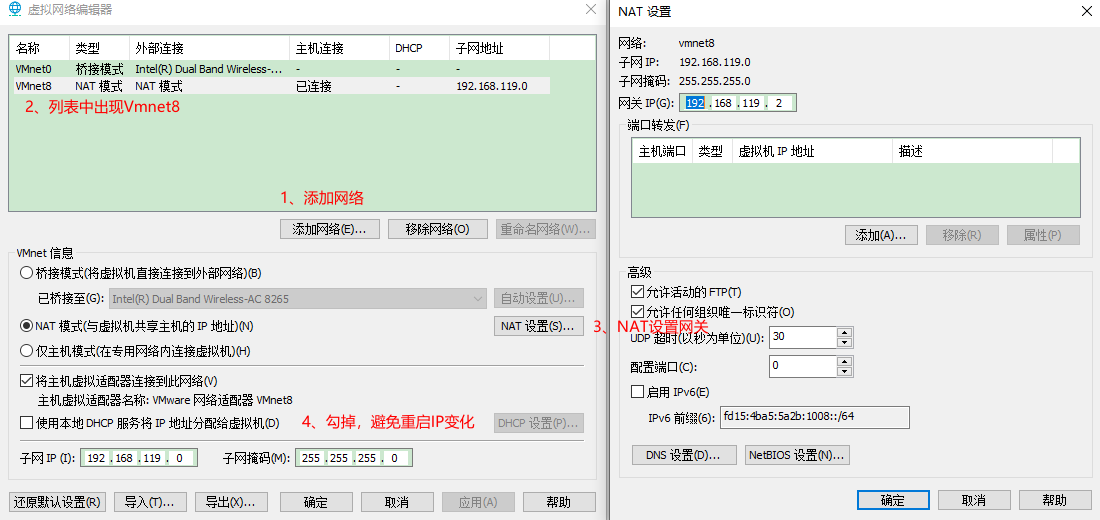 虚拟网络编辑器
名称 类型 外部连接 主机连接 DHCP 子网地址
VMnet0 桥接模式 Intel(R) Dual Band Wireless-... - - -
VMnet8 NAT 模式 NAT 模式 已连接 - 192.168.119.0
2、列表中出现Vmnet8
1、添加网络
添加网络(E)... 移除网络(O) 重命名网络(W)...
VMnet 信息
桥接模式(将虚拟机直接连接到外部网络)(B)
已桥接至(G): Intel(R) Dual Band Wireless-AC 8265 自动设置(U)...
NAT 模式(与虚拟机共享主机的 IP 地址)(N) NAT 设置(S)...
仅主机模式(在专用网络内连接虚拟机)(H)
将主机虚拟适配器连接到此网络(V)
主机虚拟适配器名称: VMware 网络适配器 VMnet8
使用本地 DHCP 服务将 IP 地址分配给虚拟机(D) 4、勾掉，避免重启IP变化 DHCP 设置(P)...
子网 IP (I): 192 . 168 . 119 . 0 子网掩码(M): 255 . 255 . 255 . 0
还原默认设置(R) 导入(T)... 导出(X)... 确定 取消 应用(A) 帮助
NAT 设置
网络: vmnet8
子网 IP: 192.168.119.0
子网掩码: 255.255.255.0
网关 IP(G): 192 . 168 . 119 . 2
端口转发(F)
主机端口 类型 虚拟机 IP 地址 描述
添加(A)... 移除(R) 属性(P)
高级
允许活动的 FTP(T)
允许任何组织唯一标识符(O)
3、NAT设置网关
UDP 超时(以秒为单位)(U): 30
配置端口(C): 0
启用 IPv6(E)
IPv6 前缀(6): fd15:4ba5:5a2b:1008::/64
DNS 设置(D)... NetBIOS 设置(N)...
确定 取消 帮助